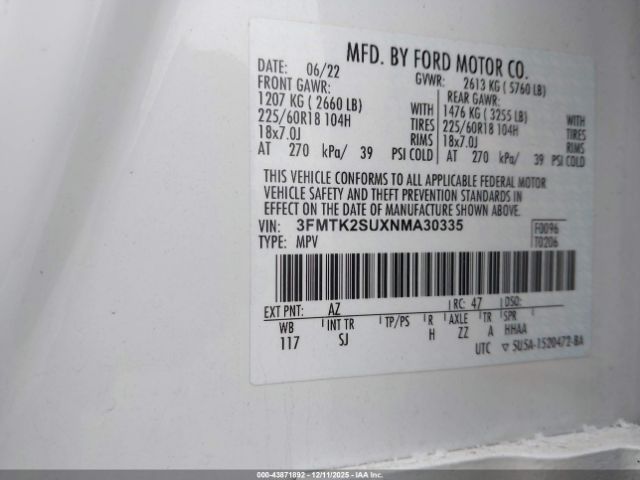 MFD. BY FORD MOTOR CO.
DATE: 06/22 GVWR: 2613 KG ( 5760 LB)
FRONT GAWR: REAR GAWR:
1207 KG ( 2660 LB) WITH 1476 KG ( 3255 LB) WITH
225/60R18 104H TIRES 225/60R18 104H TIRES
18x7.0J RIMS 18x7.0J RIMS
AT 270 kPa/ 39 PSI COLD AT 270 kPa/ 39 PSI COLD
THIS VEHICLE CONFORMS TO ALL APPLICABLE FEDERAL MOTOR
VEHICLE SAFETY AND THEFT PREVENTION STANDARDS IN
EFFECT ON THE DATE OF MANUFACTURE SHOWN ABOVE.
VIN: 3FMTK2SUXNMA30335 F0096
TYPE: MPV T0206
EXT PNT: AZ RC: 47 DSO:
WB INT TR TP/PS R AXLE TR SPR
117 SJ H ZZ A HHAA
UTC ▽ 5U5A-1520472-BA
000-43871892 - 12/11/2025 - IAAI.com